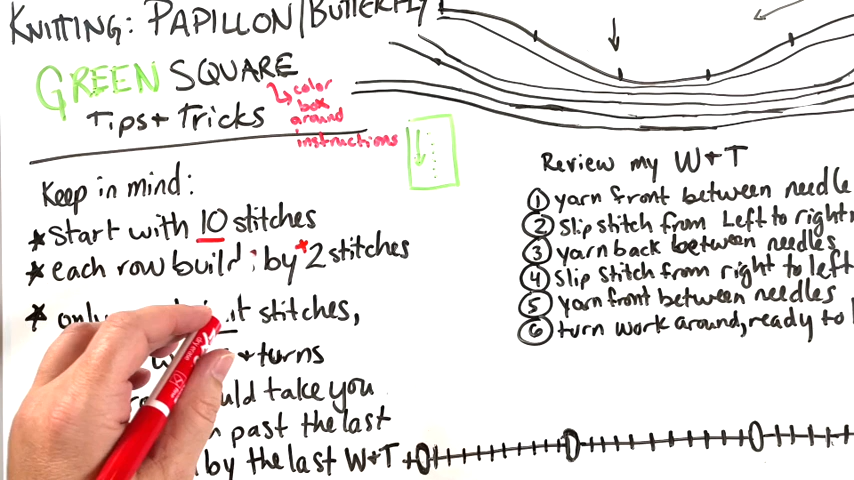 KNITTING: PAPILLON/BUTTERFLY
GREEN SQUARE
Tips + Tricks
color
box
around
instructions
Keep in mind:
* start with 10 stitches
* each row build : by +2 stitches
* only stitches,
+ turns
take you
past the last
by the last W+T
Review my W+T
① yarn front between needle
② slip stitch from Left to right
③ yarn back between needles
④ slip stitch from right to left
⑤ yarn front between needles
⑥ turn work around, ready to